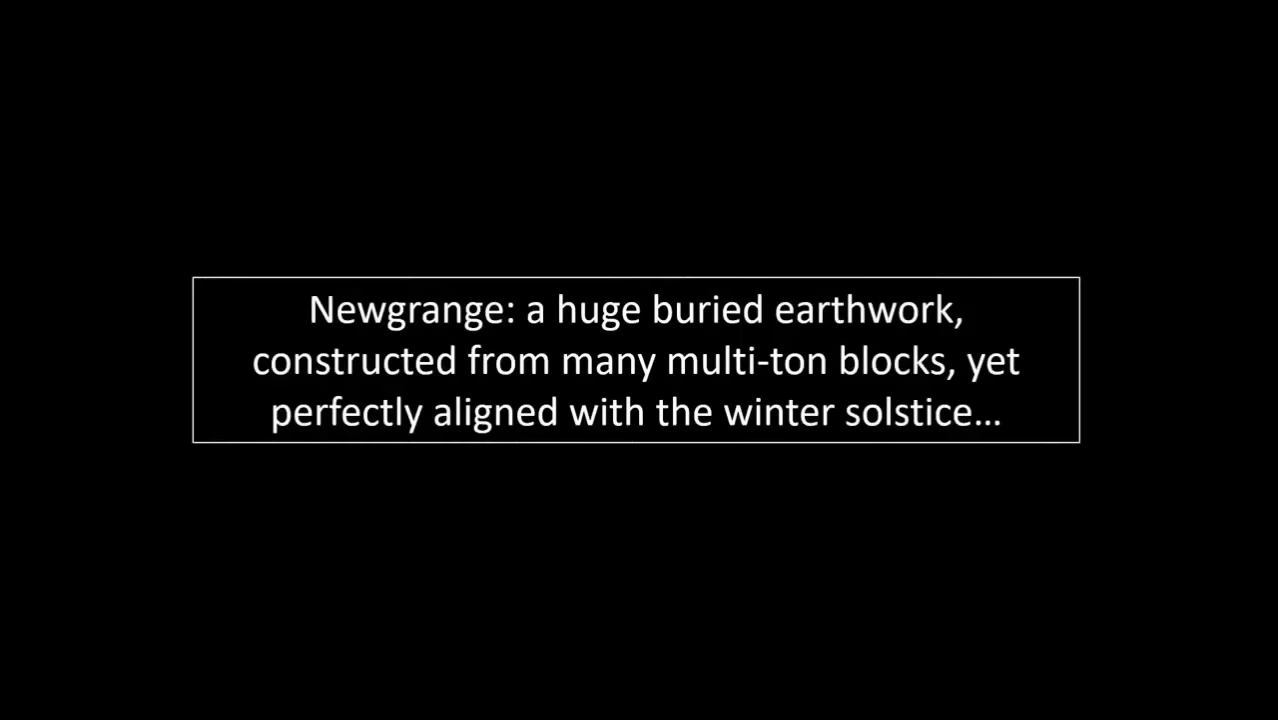 Newgrange: a huge buried earthwork,
constructed from many multi-ton blocks, yet
perfectly aligned with the winter solstice…